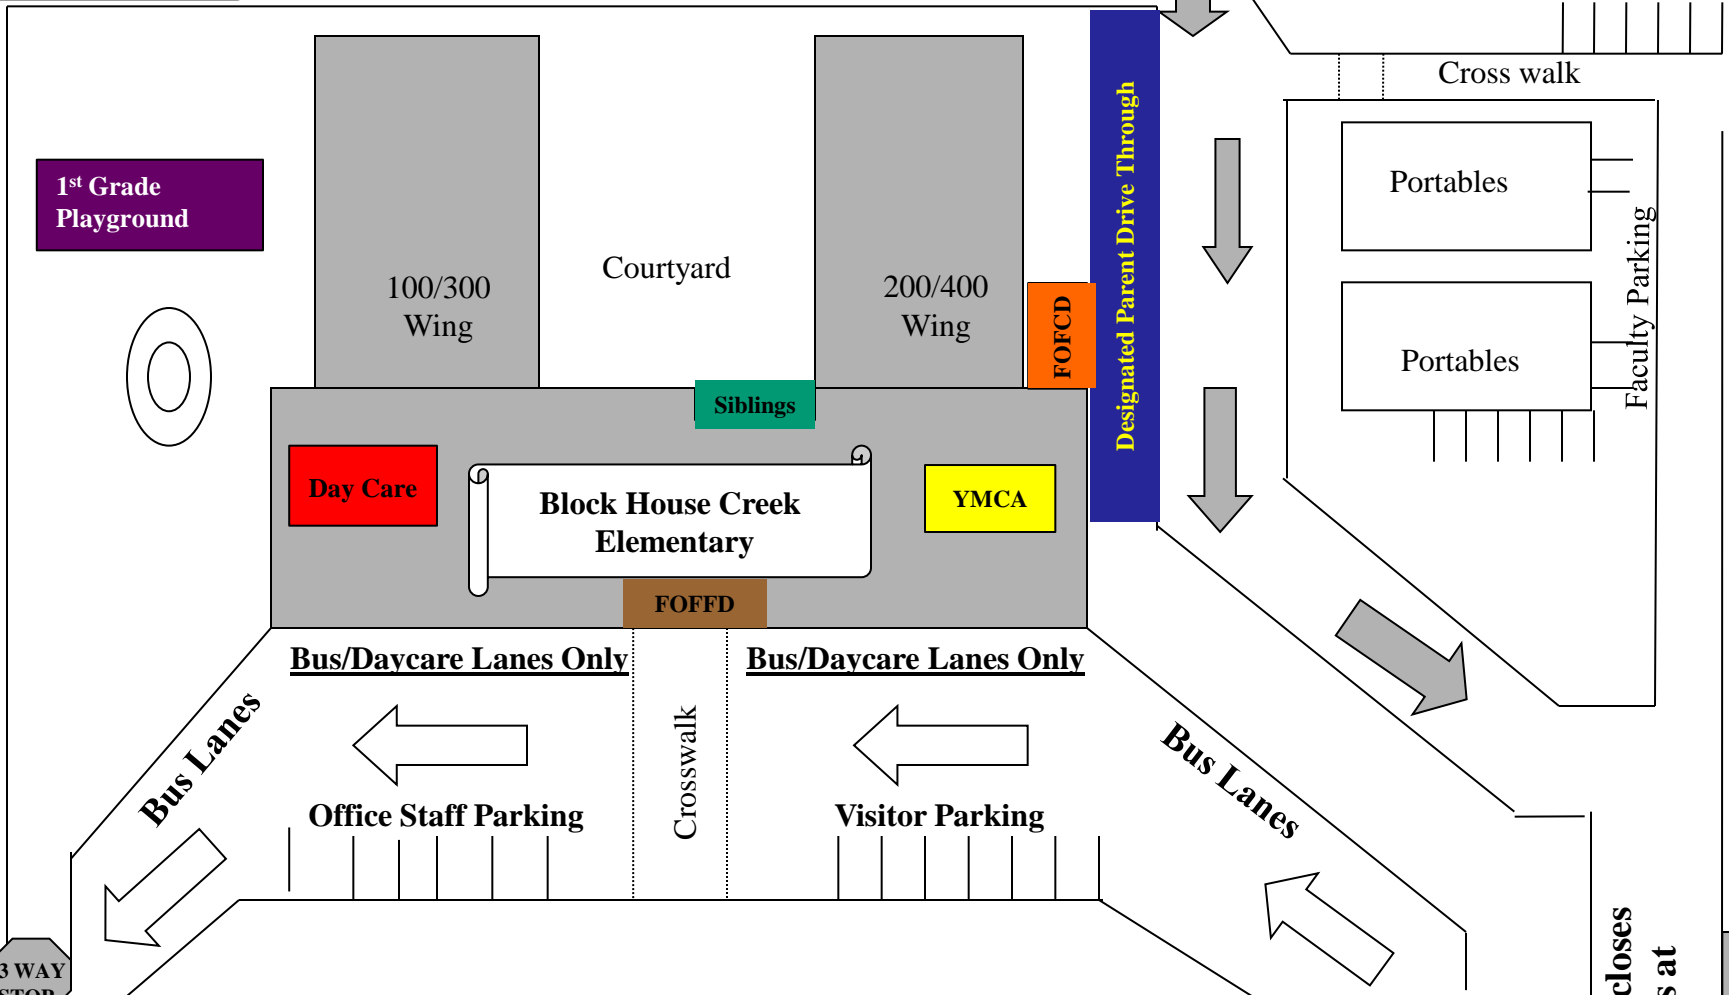 Cross walk
1st Grade
Playground
Designated Parent Drive Through
Portables
Courtyard
100/300
Wing
200/400
Wing
FOFCD
Faculty Parking
Portables
Siblings
Day Care
Block House Creek
Elementary
YMCA
FOFFD
Bus/Daycare Lanes Only
Bus/Daycare Lanes Only
Bus Lanes
Crosswalk
Bus Lanes
Office Staff Parking
Visitor Parking
closes
at
3 WAY
STOP